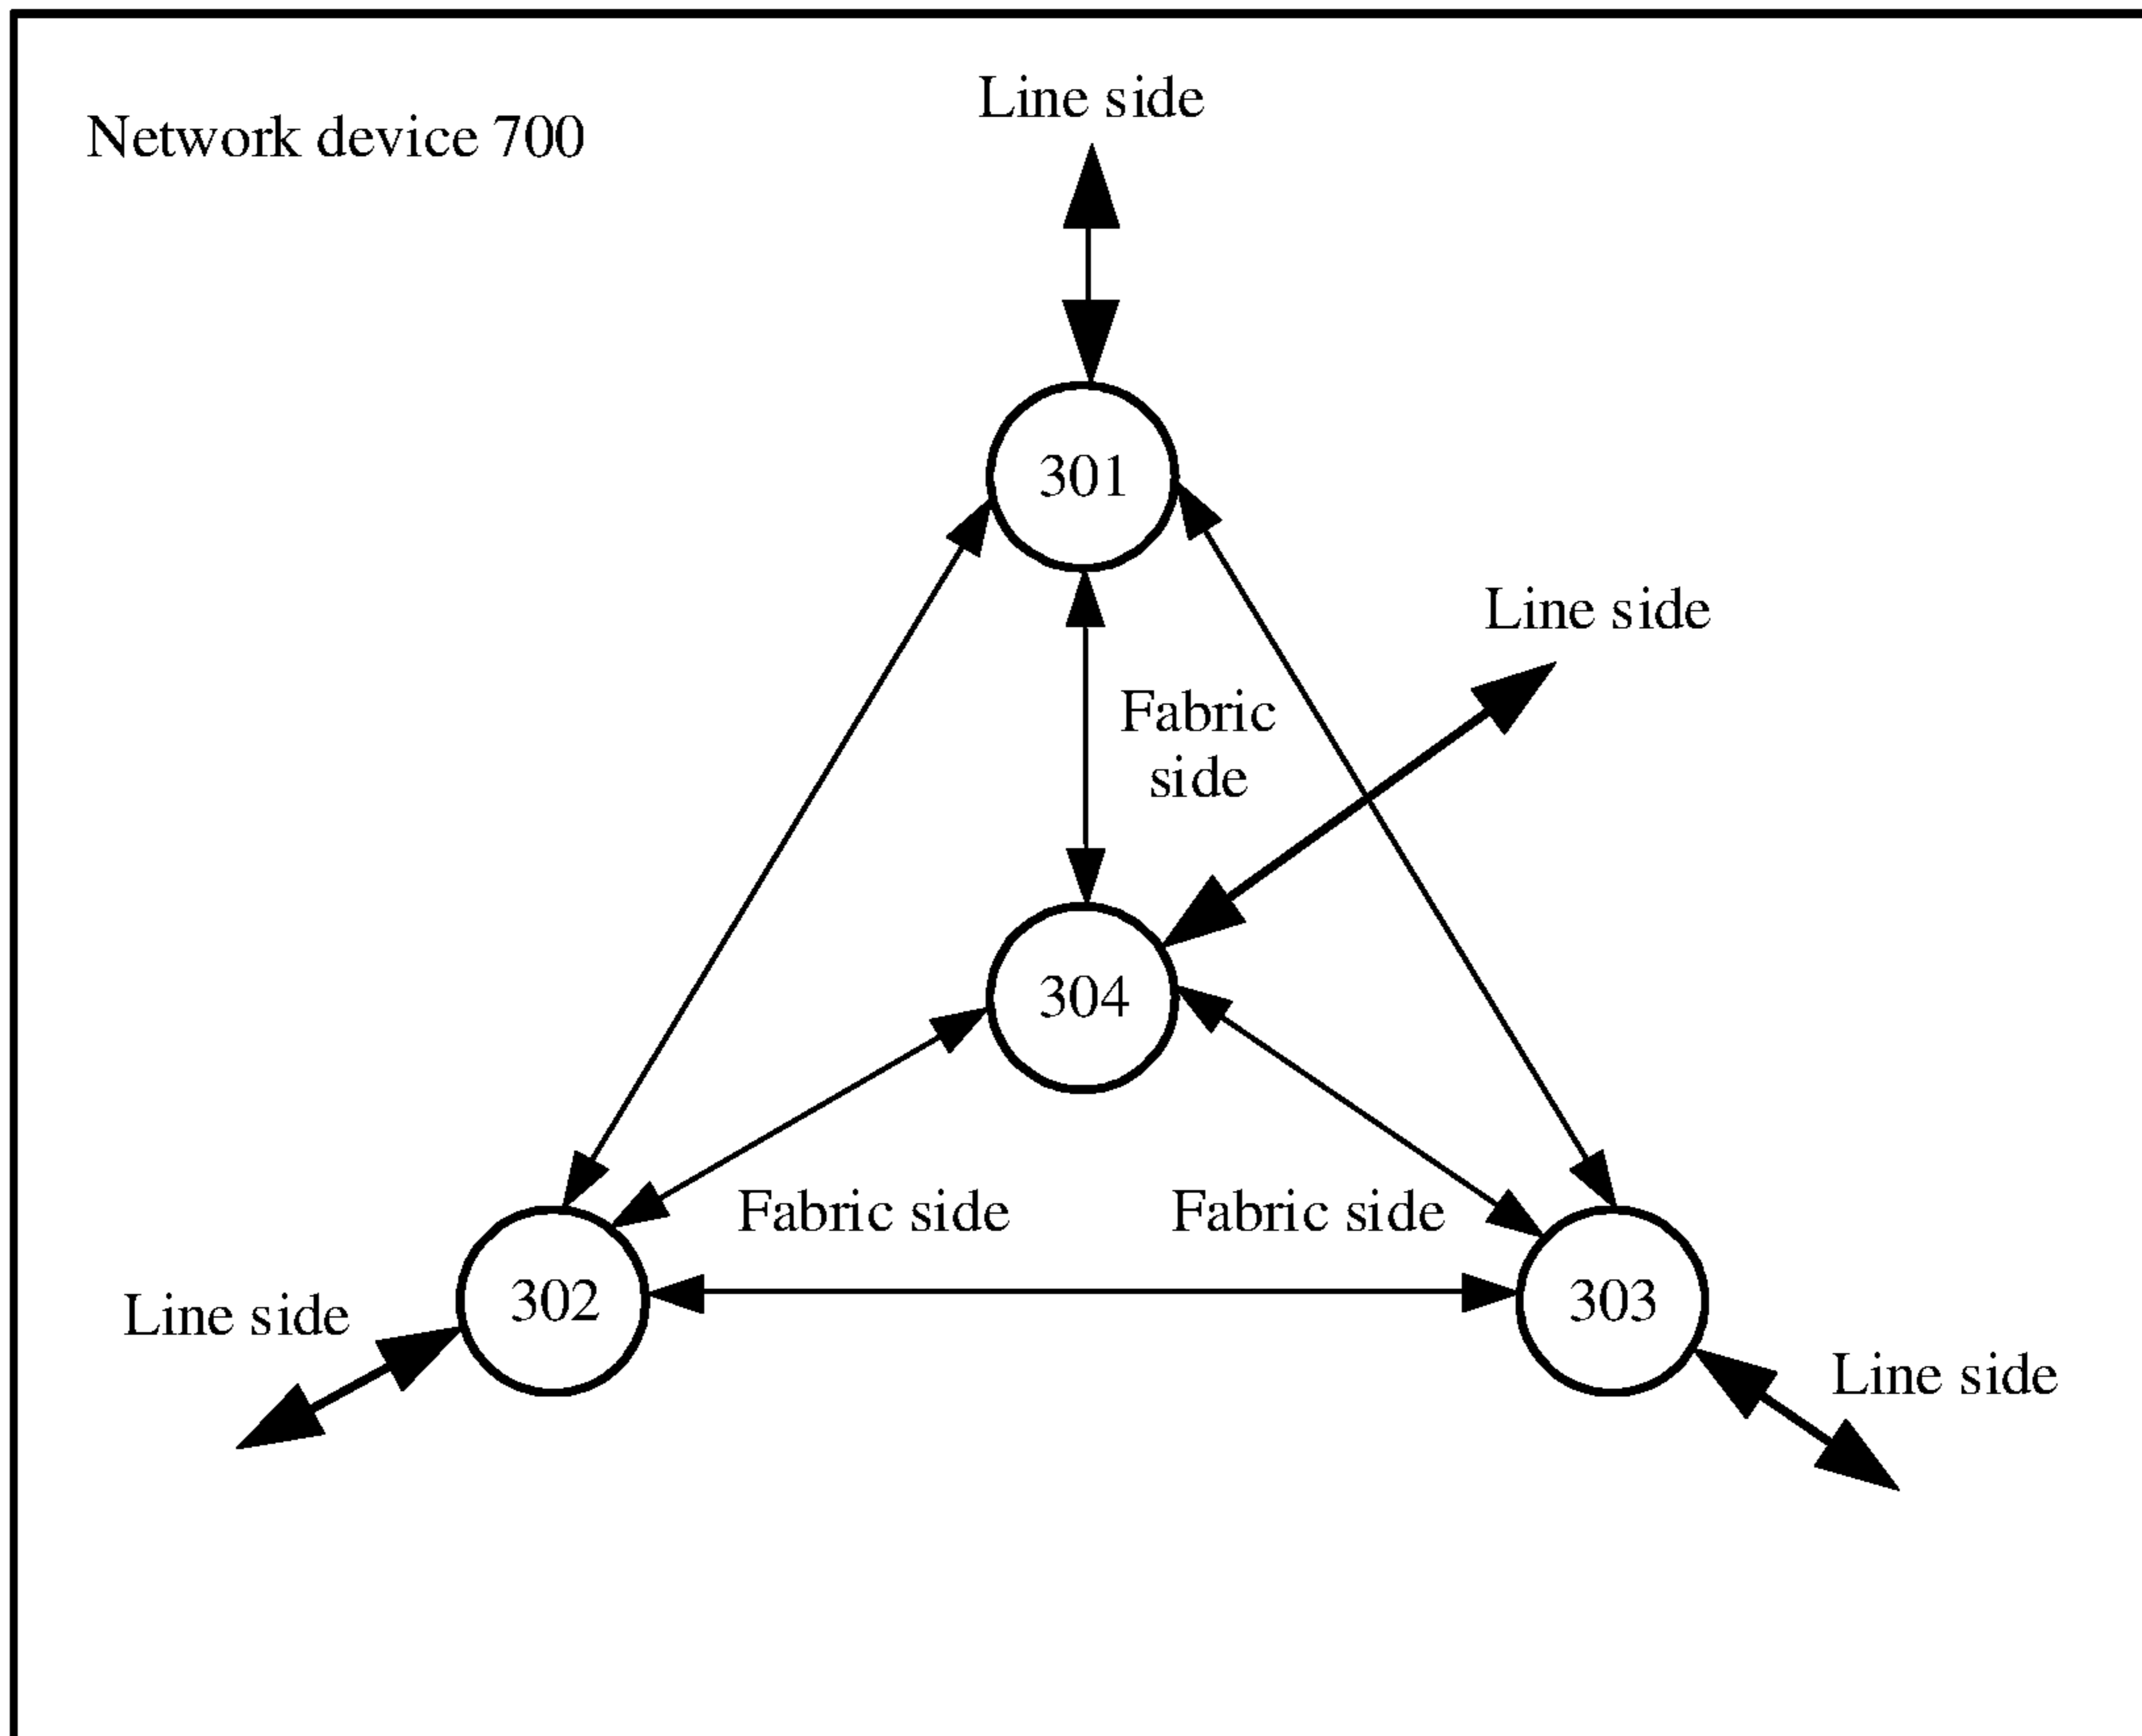 Line side
Network device 700
301
Line side
Fabric
side
304
Fabric side
Fabric side
302
303
Line side
Line side